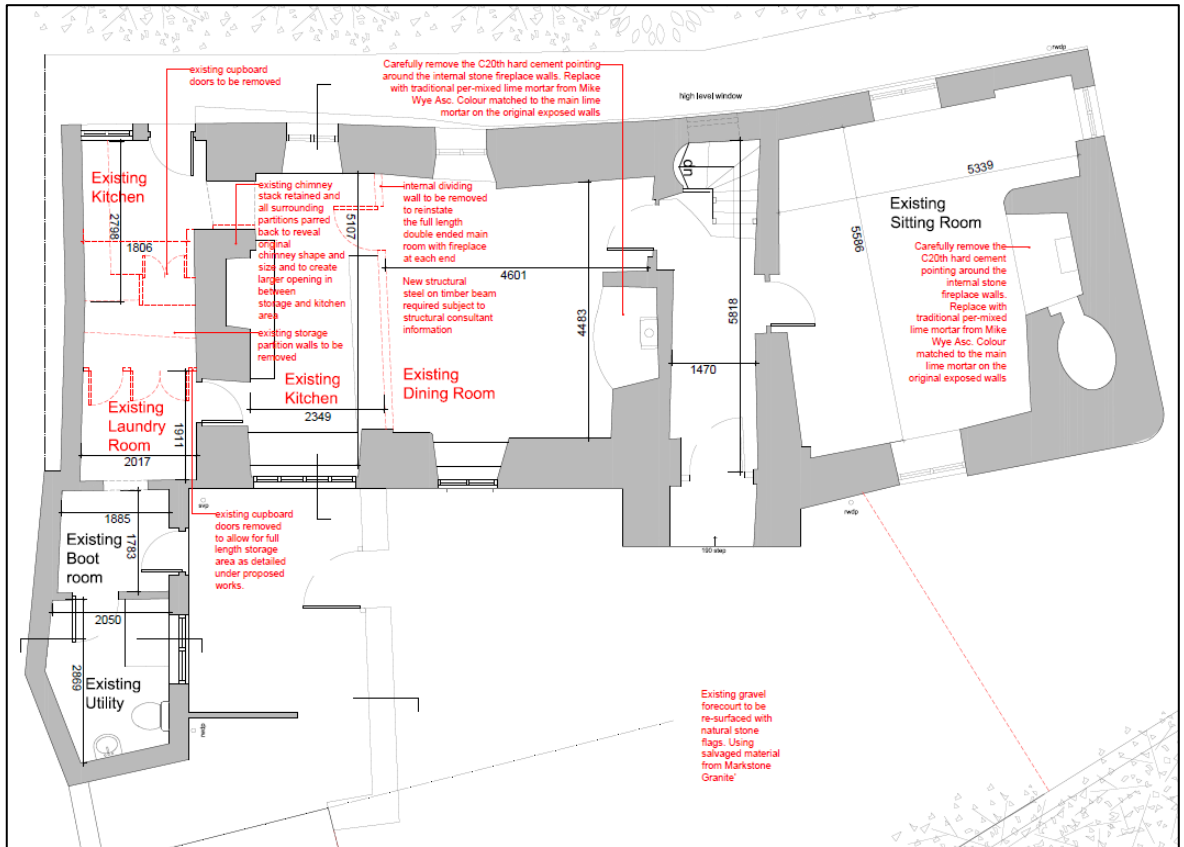 existing cupboard
doors to be removed
Carefully remove the C20th hard cement pointing
around the internal stone fireplace walls. Replace
with traditional per-mixed lime mortar from Mike
Wye Asc. Colour matched to the main lime
mortar on the original exposed walls
rwdp
high level window
Existing
Kitchen
2798
1806
existing chimney
stack retained and
all surrounding
partitions parred
back to reveal
original
chimney shape and
size and to create
larger opening in
between
storage and kitchen
area
existing storage
partition walls to be
removed
5107
internal dividing
wall to be removed
to reinstate
the full length
double ended main
room with fireplace
at each end
New structural
steel on timber beam
required subject to
structural consultant
information
4601
4483
dn
5818
1470
5339
5586
Existing
Sitting Room
Carefully remove the
C20th hard cement
pointing around the
internal stone
fireplace walls.
Replace with
traditional per-mixed
lime mortar from Mike
Wye Asc. Colour
matched to the main
lime mortar on the
original exposed walls
Existing
Kitchen
2349
Existing
Dining Room
Existing
Laundry
Room
1911
2017
step
rwdp
190 step
1885
1783
Existing
Boot
room
existing cupboard
doors removed
to allow for full
length storage
area as detailed
under proposed
works.
2050
2869
Existing
Utility
rwdp
Existing gravel
forecourt to be
re-surfaced with
natural stone
flags. Using
salvaged material
from Markstone
Granite'